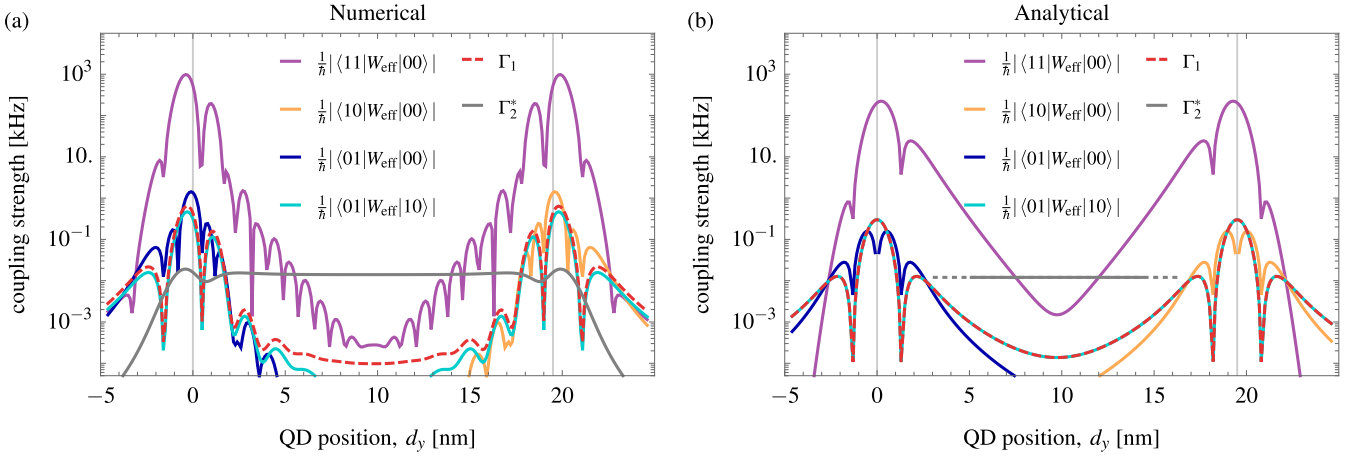 (a)
Numerical
coupling strength [kHz]
10³
10.
10⁻¹
10⁻³
1/ħ |⟨11|W_eff|00⟩|
1/ħ |⟨10|W_eff|00⟩|
1/ħ |⟨01|W_eff|00⟩|
1/ħ |⟨01|W_eff|10⟩|
Γ₁
Γ₂*
−5 0 5 10 15 20
QD position, d_y [nm]
(b)
Analytical
coupling strength [kHz]
10³
10.
10⁻¹
10⁻³
1/ħ |⟨11|W_eff|00⟩|
1/ħ |⟨10|W_eff|00⟩|
1/ħ |⟨01|W_eff|00⟩|
1/ħ |⟨01|W_eff|10⟩|
Γ₁
Γ₂*
−5 0 5 10 15 20
QD position, d_y [nm]